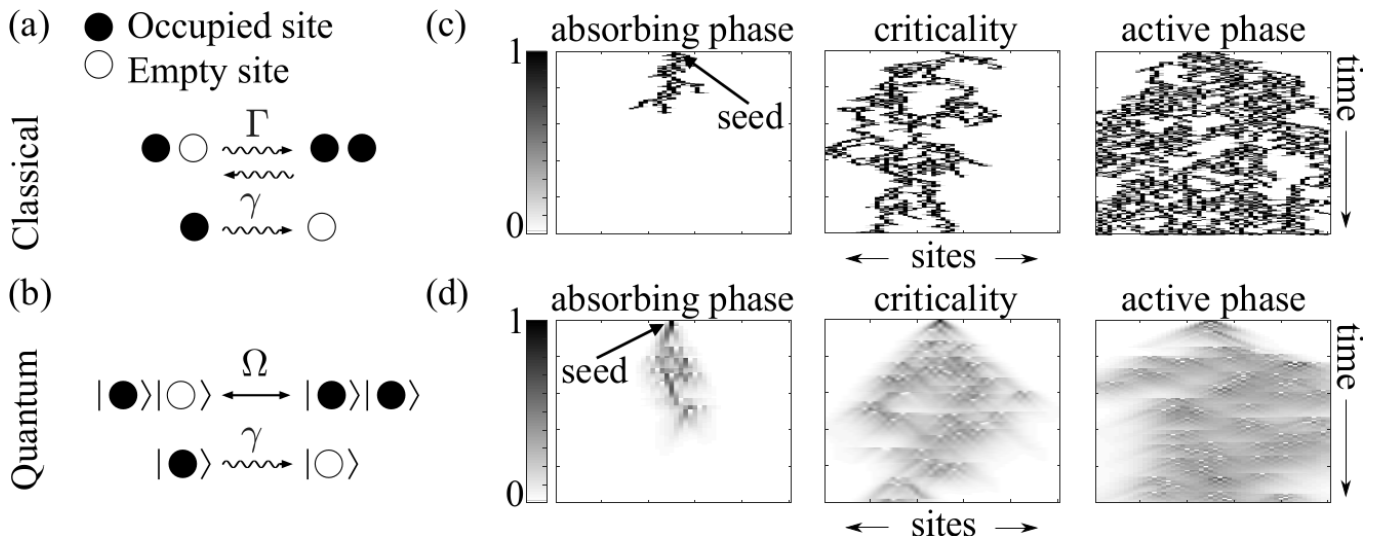 (a)
Occupied site
Empty site
Classical
Γ
γ
(b)
Quantum
|●⟩|○⟩ Ω |●⟩|●⟩
|●⟩ γ |○⟩
(c)
absorbing phase
criticality
active phase
1
0
seed
time
sites
(d)
absorbing phase
criticality
active phase
1
0
seed
time
sites